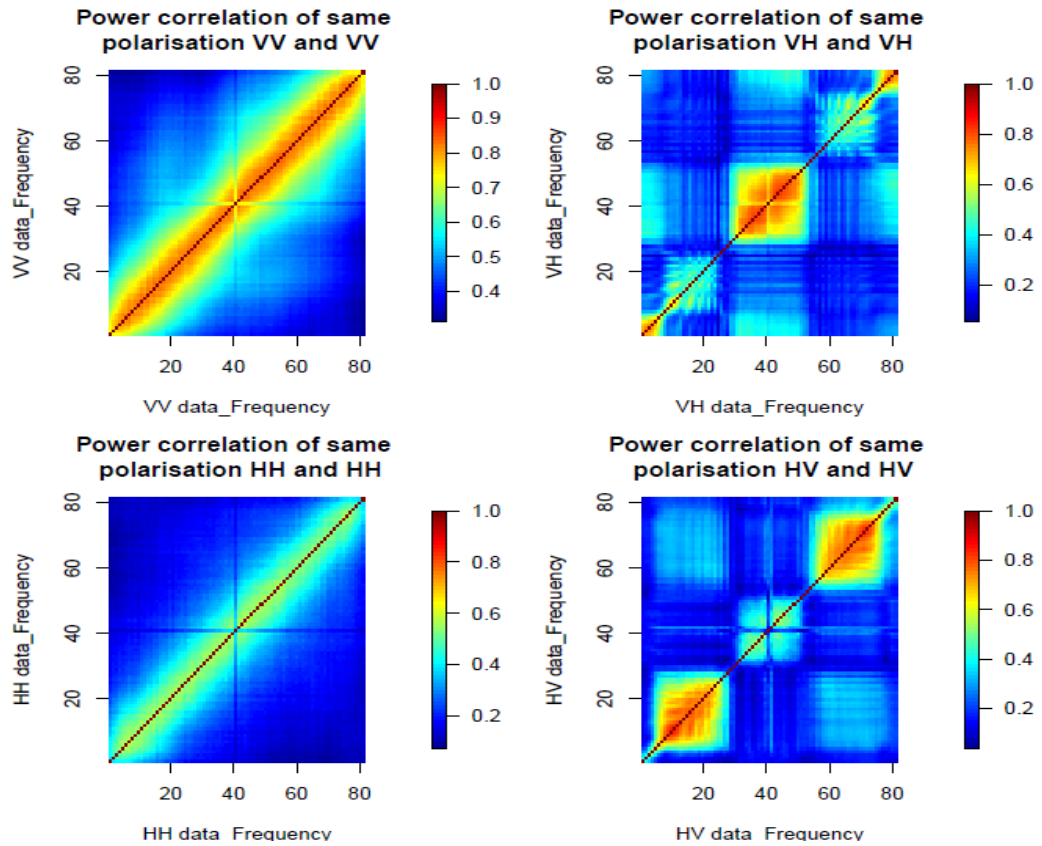 Power correlation of same
polarisation VV and VV
80
60
40
20
VV data_Frequency
20 40 60 80
VV data_Frequency
1.0
0.9
0.8
0.7
0.6
0.5
0.4
Power correlation of same
polarisation VH and VH
80
60
40
20
VH data_Frequency
20 40 60 80
VH data_Frequency
1.0
0.8
0.6
0.4
0.2
Power correlation of same
polarisation HH and HH
80
60
40
20
HH data_Frequency
20 40 60 80
HH data_Frequency
1.0
0.8
0.6
0.4
0.2
Power correlation of same
polarisation HV and HV
80
60
40
20
HV data_Frequency
20 40 60 80
HV data_Frequency
1.0
0.8
0.6
0.4
0.2